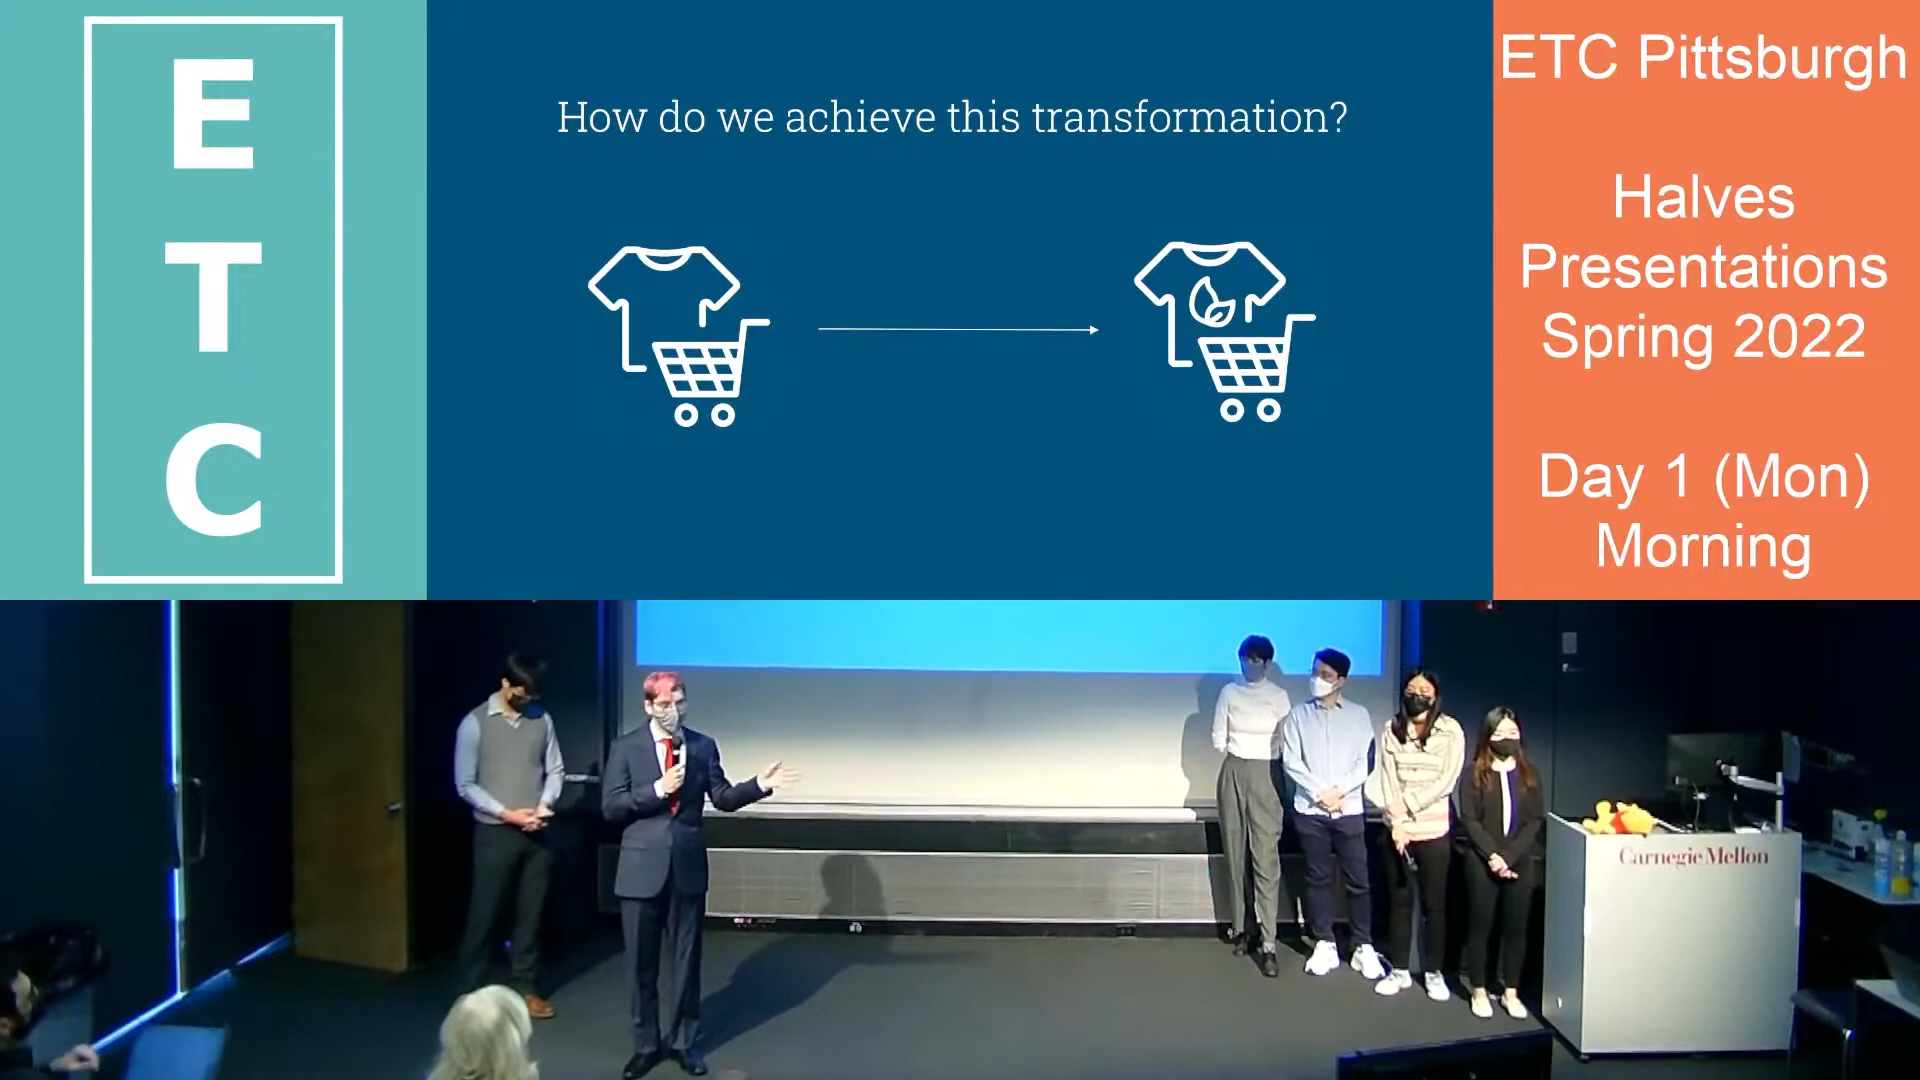 E
T
C
How do we achieve this transformation?
ETC Pittsburgh
Halves
Presentations
Spring 2022
Day 1 (Mon)
Morning
Carnegie Mellon